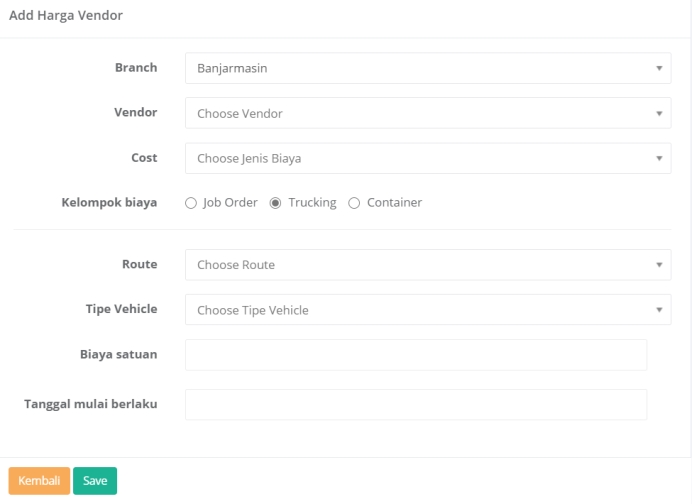 Add Harga Vendor
Branch Banjarmasin
Vendor Choose Vendor
Cost Choose Jenis Biaya
Kelompok biaya Job Order Trucking Container
Route Choose Route
Tipe Vehicle Choose Tipe Vehicle
Biaya satuan
Tanggal mulai berlaku
Kembali Save